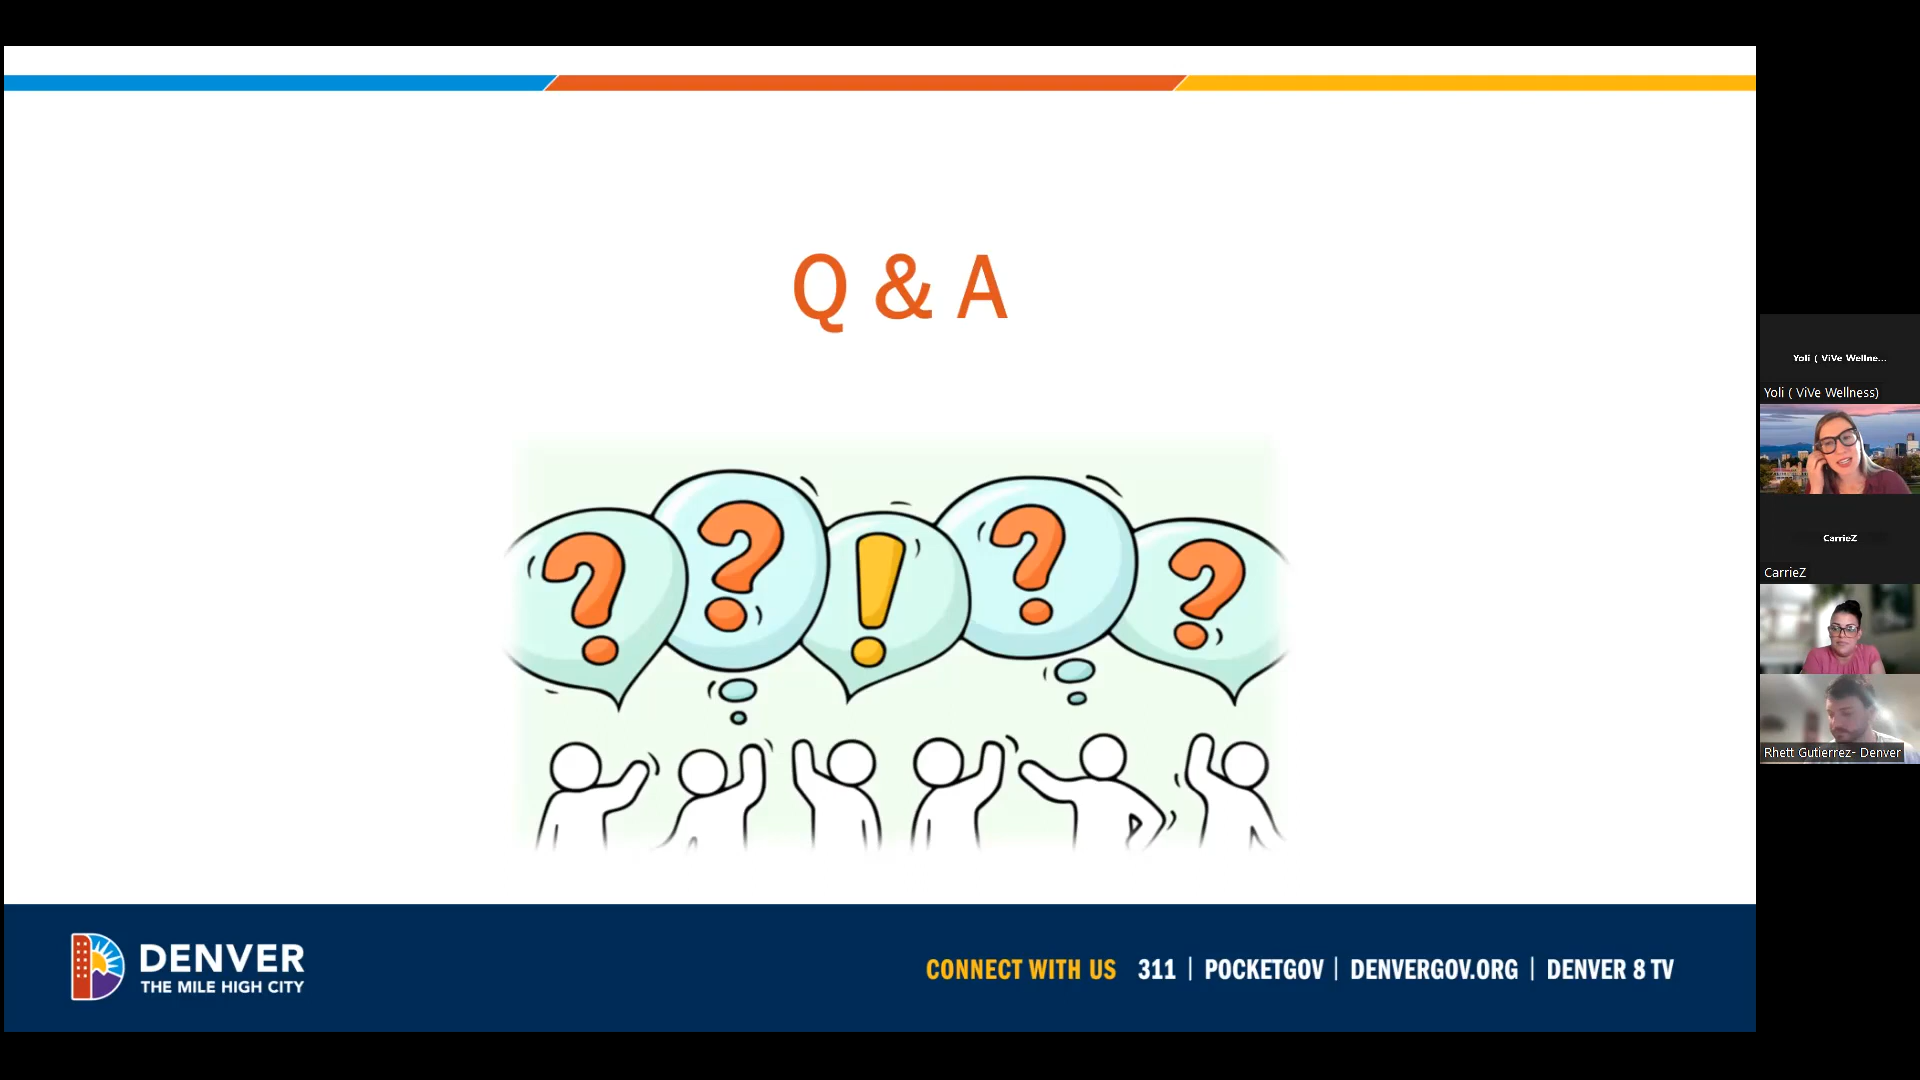 Q & A
? ? ! ? ?
DENVER
THE MILE HIGH CITY
CONNECT WITH US 311 | POCKETGOV | DENVERGOV.ORG | DENVER 8 TV
Yoli ( ViVe Wellne...
Yoli ( ViVe Wellness)
CarrieZ
CarrieZ
Rhett Gutierrez- Denver